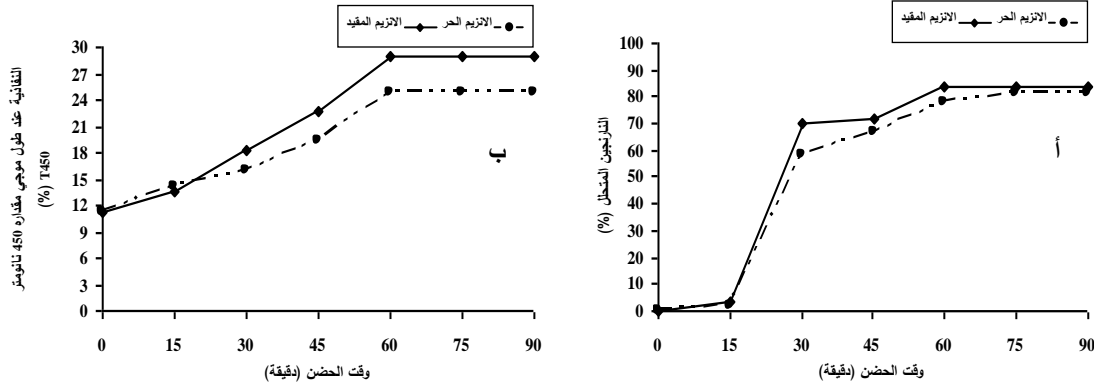 الانزيم الحر الانزيم المقيد
100
90
80
70
60
50
40
30
20
10
0
النارنجين المتحلل (%)
أ
0 15 30 45 60 75 90
وقت الحضن (دقيقة)
الانزيم الحر الانزيم المقيد
30
27
24
21
18
15
12
9
6
3
0
النفاذية عند طول موجي مقداره 450 نانومتر
T450 (%)
ب
0 15 30 45 60 75 90
وقت الحضن (دقيقة)